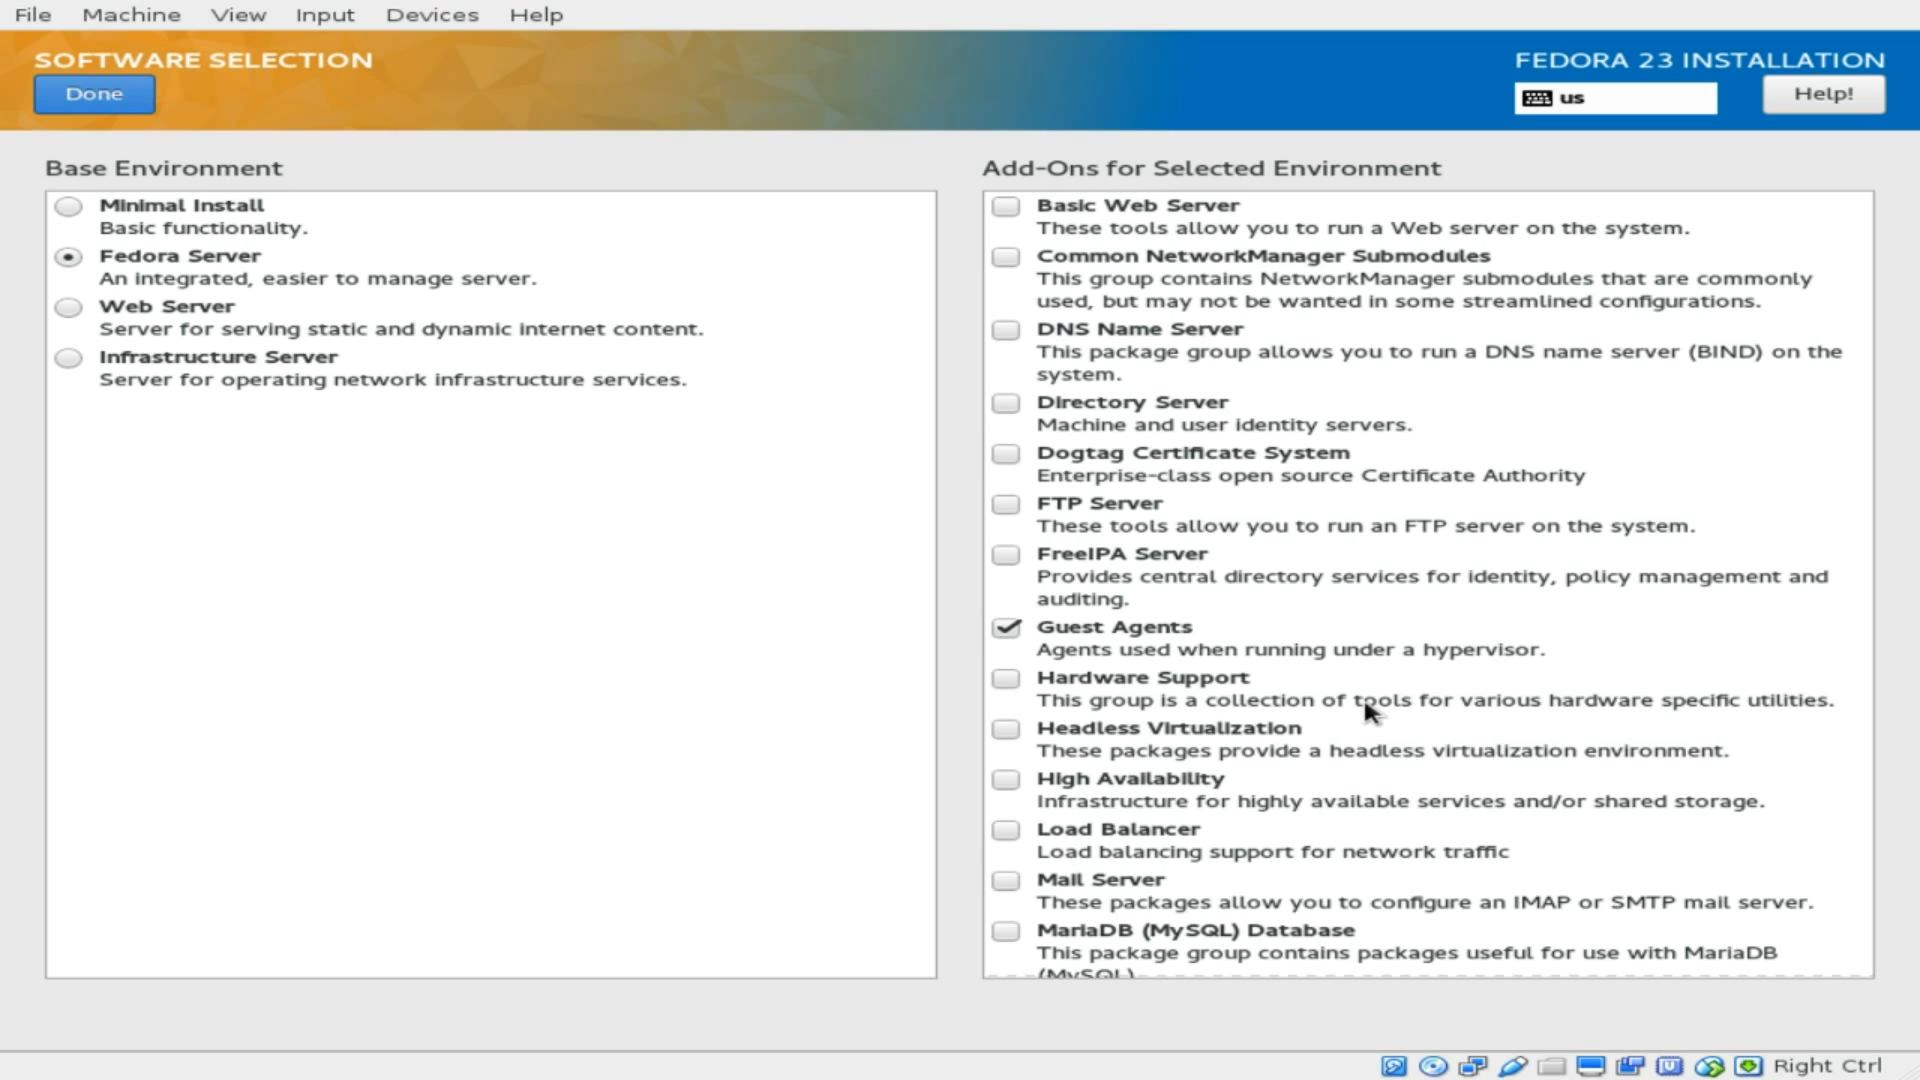 File Machine View Input Devices Help
SOFTWARE SELECTION
Done
FEDORA 23 INSTALLATION
us
Help!
Base Environment
Minimal Install
Basic functionality.
Fedora Server
An integrated, easier to manage server.
Web Server
Server for serving static and dynamic internet content.
Infrastructure Server
Server for operating network infrastructure services.
Add-Ons for Selected Environment
Basic Web Server
These tools allow you to run a Web server on the system.
Common NetworkManager Submodules
This group contains NetworkManager submodules that are commonly
used, but may not be wanted in some streamlined configurations.
DNS Name Server
This package group allows you to run a DNS name server (BIND) on the
system.
Directory Server
Machine and user identity servers.
Dogtag Certificate System
Enterprise-class open source Certificate Authority
FTP Server
These tools allow you to run an FTP server on the system.
FreeIPA Server
Provides central directory services for identity, policy management and
auditing.
Guest Agents
Agents used when running under a hypervisor.
Hardware Support
This group is a collection of tools for various hardware specific utilities.
Headless Virtualization
These packages provide a headless virtualization environment.
High Availability
Infrastructure for highly available services and/or shared storage.
Load Balancer
Load balancing support for network traffic
Mail Server
These packages allow you to configure an IMAP or SMTP mail server.
MariaDB (MySQL) Database
This package group contains packages useful for use with MariaDB
(MySQL)
Right Ctrl